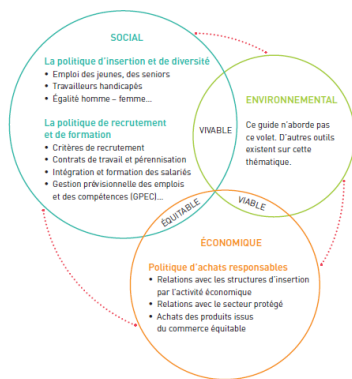 SOCIAL
La politique d'insertion et de diversité
• Emploi des jeunes, des seniors
• Travailleurs handicapés
• Égalité homme – femme...
La politique de recrutement
et de formation
• Critères de recrutement
• Contrats de travail et pérennisation
• Intégration et formation des salariés
• Gestion prévisionnelle des emplois
et des compétences (GPEC)...
VIVABLE
ENVIRONNEMENTAL
Ce guide n'aborde pas
ce volet. D'autres outils
existent sur cette
thématique.
ÉQUITABLE
VIABLE
ÉCONOMIQUE
Politique d'achats responsables
• Relations avec les structures d'insertion
par l'activité économique
• Relations avec le secteur protégé
• Achats des produits issus
du commerce équitable